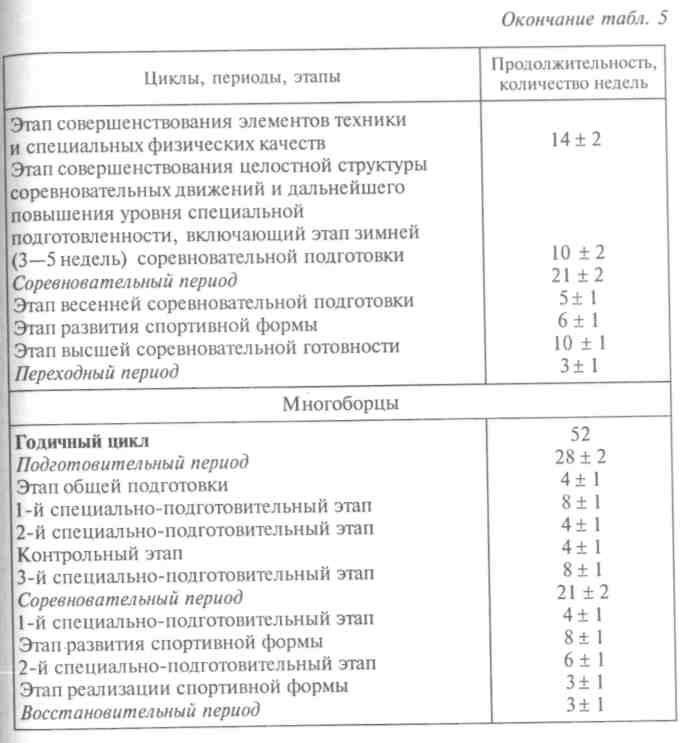 Окончание табл. 5
Циклы, периоды, этапы
Продолжительность,
количество недель
Этап совершенствования элементов техники
и специальных физических качеств 14 ± 2
Этап совершенствования целостной структуры
соревновательных движений и дальнейшего
повышения уровня специальной
подготовленности, включающий этап зимней
(3—5 недель) соревновательной подготовки 10 ± 2
Соревновательный период 21 ± 2
Этап весенней соревновательной подготовки 5 ± 1
Этап развития спортивной формы 6 ± 1
Этап высшей соревновательной готовности 10 ± 1
Переходный период 3 ± 1
Многоборцы
Годичный цикл 52
Подготовительный период 28 ± 2
Этап общей подготовки 4 ± 1
1-й специально-подготовительный этап 8 ± 1
2-й специально-подготовительный этап 4 ± 1
Контрольный этап 4 ± 1
3-й специально-подготовительный этап 8 ± 1
Соревновательный период 21 ± 2
1-й специально-подготовительный этап 4 ± 1
Этап развития спортивной формы 8 ± 1
2-й специально-подготовительный этап 6 ± 1
Этап реализации спортивной формы 3 ± 1
Восстановительный период 3 ± 1